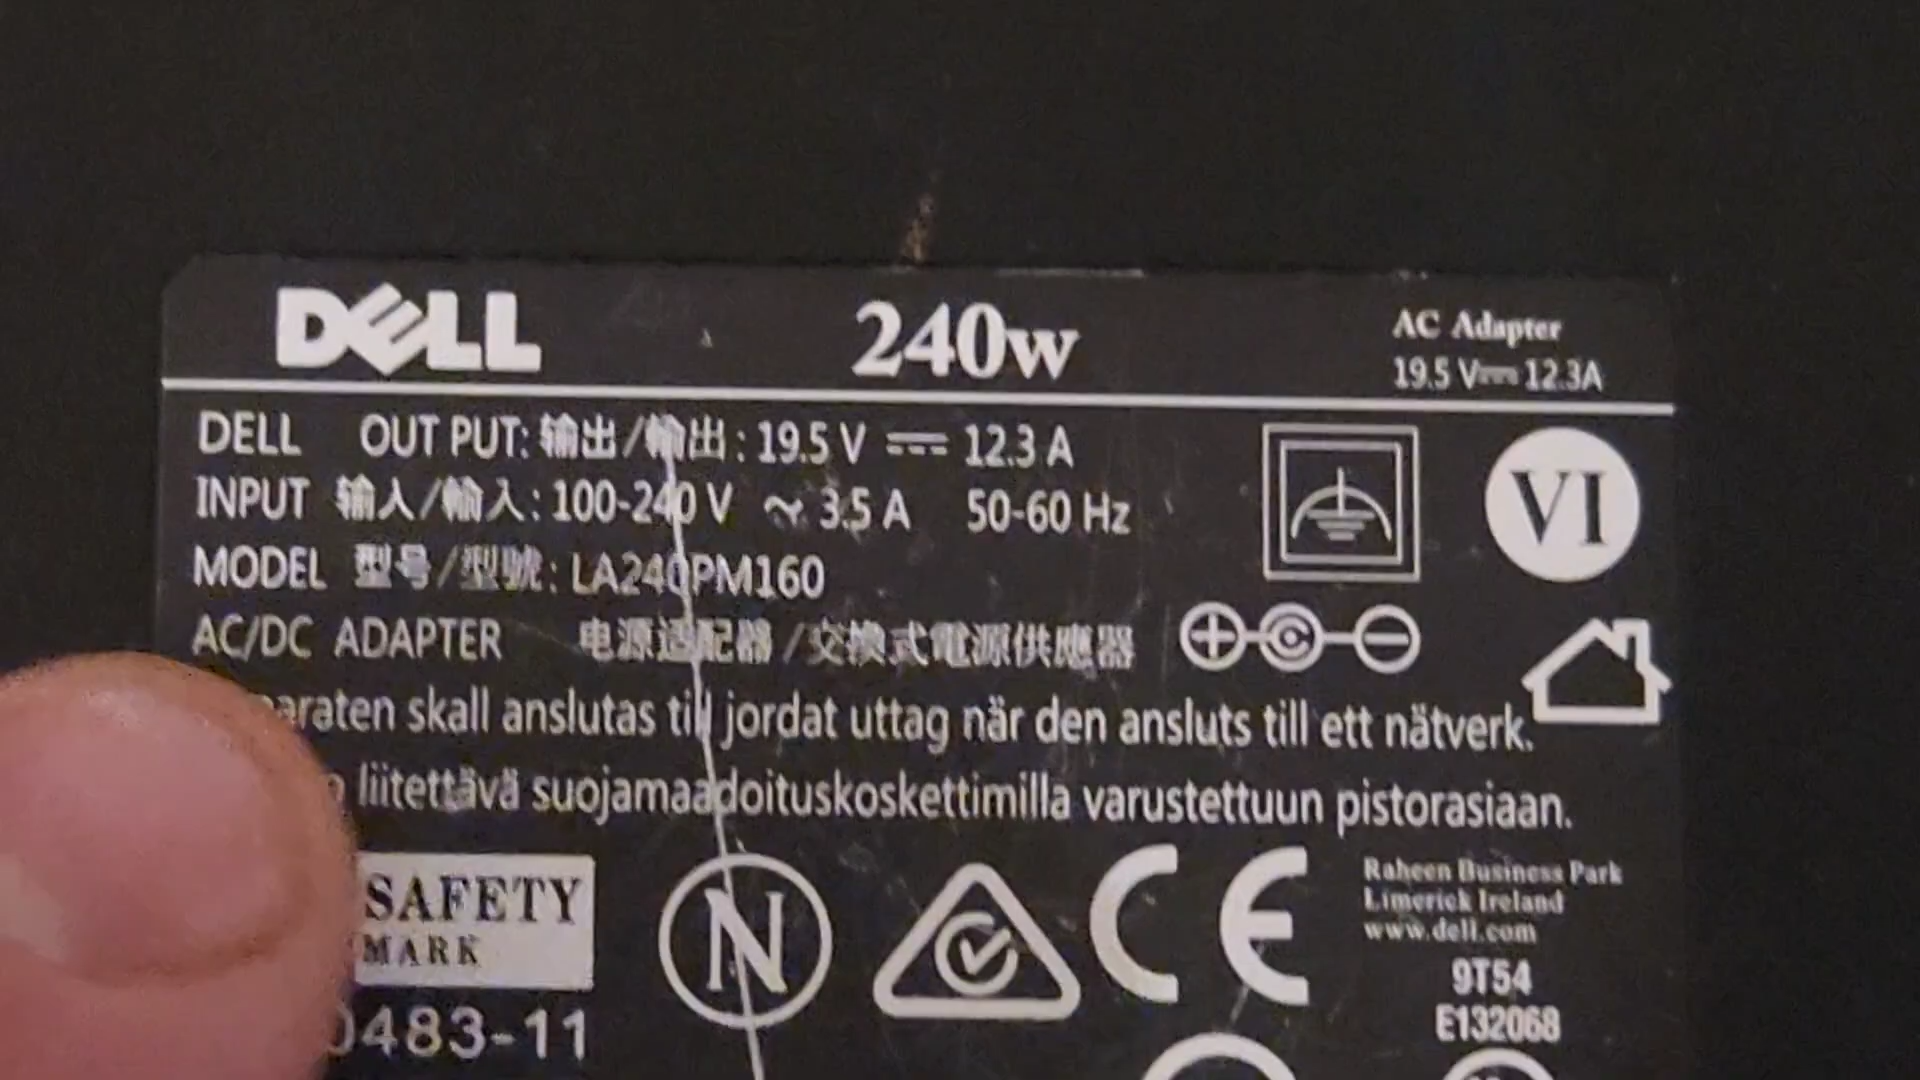 DELL 240w AC Adapter
19.5 V⎓ 12.3A
DELL OUT PUT: 输出/輸出: 19.5 V ⎓ 12.3 A
INPUT 输入/輸入: 100-240 V ～ 3.5 A 50-60 Hz
MODEL 型号/型號: LA240PM160
AC/DC ADAPTER 电源适配器/交換式電源供應器
VI
skall anslutas till jordat uttag när den ansluts till ett nätverk.
liitettävä suojamaadoituskoskettimilla varustettuun pistorasiaan.
SAFETY
MARK
0483-11
N
CE
Raheen Business Park
Limerick Ireland
www.dell.com
9T54
E132068